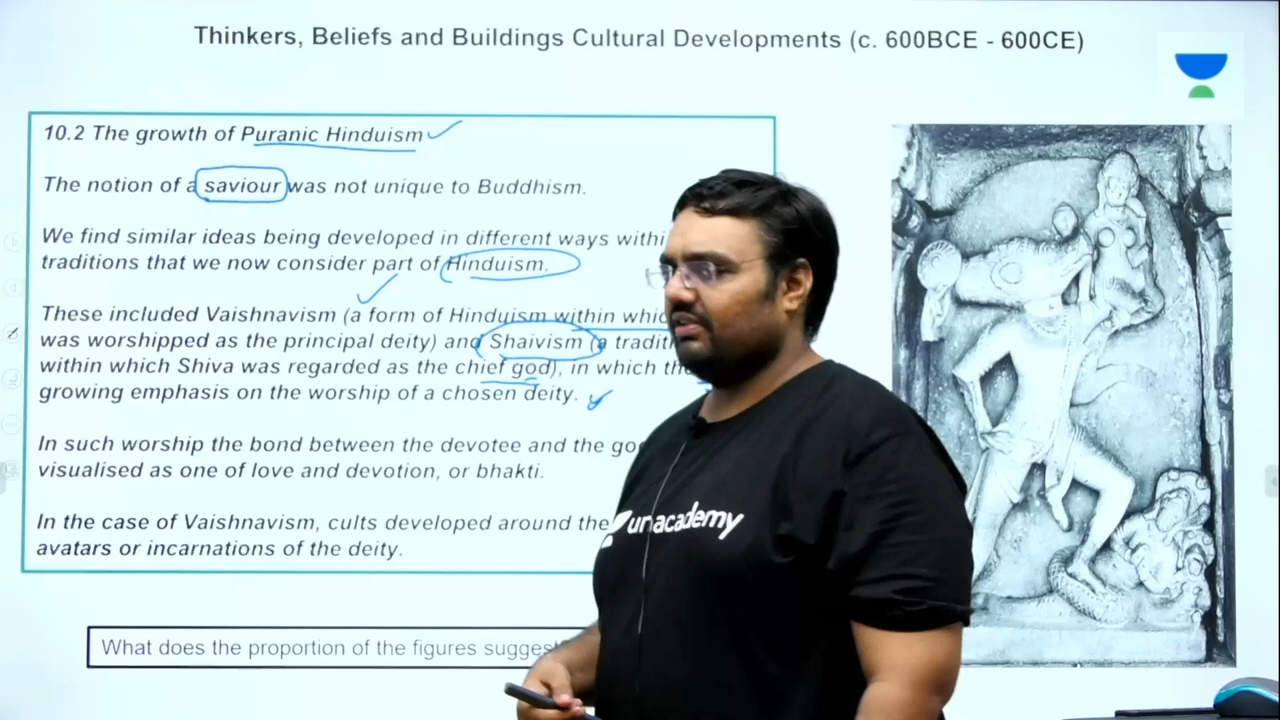 Thinkers, Beliefs and Buildings Cultural Developments (c. 600BCE - 600CE)
10.2 The growth of Puranic Hinduism
The notion of a saviour was not unique to Buddhism.
We find similar ideas being developed in different ways withi
traditions that we now consider part of Hinduism.
These included Vaishnavism (a form of Hinduism within whic
was worshipped as the principal deity) and Shaivism (a traditi
within which Shiva was regarded as the chief god), in which the
growing emphasis on the worship of a chosen deity.
In such worship the bond between the devotee and the go
visualised as one of love and devotion, or bhakti.
In the case of Vaishnavism, cults developed around the
avatars or incarnations of the deity.
What does the proportion of the figures sugges
unacademy